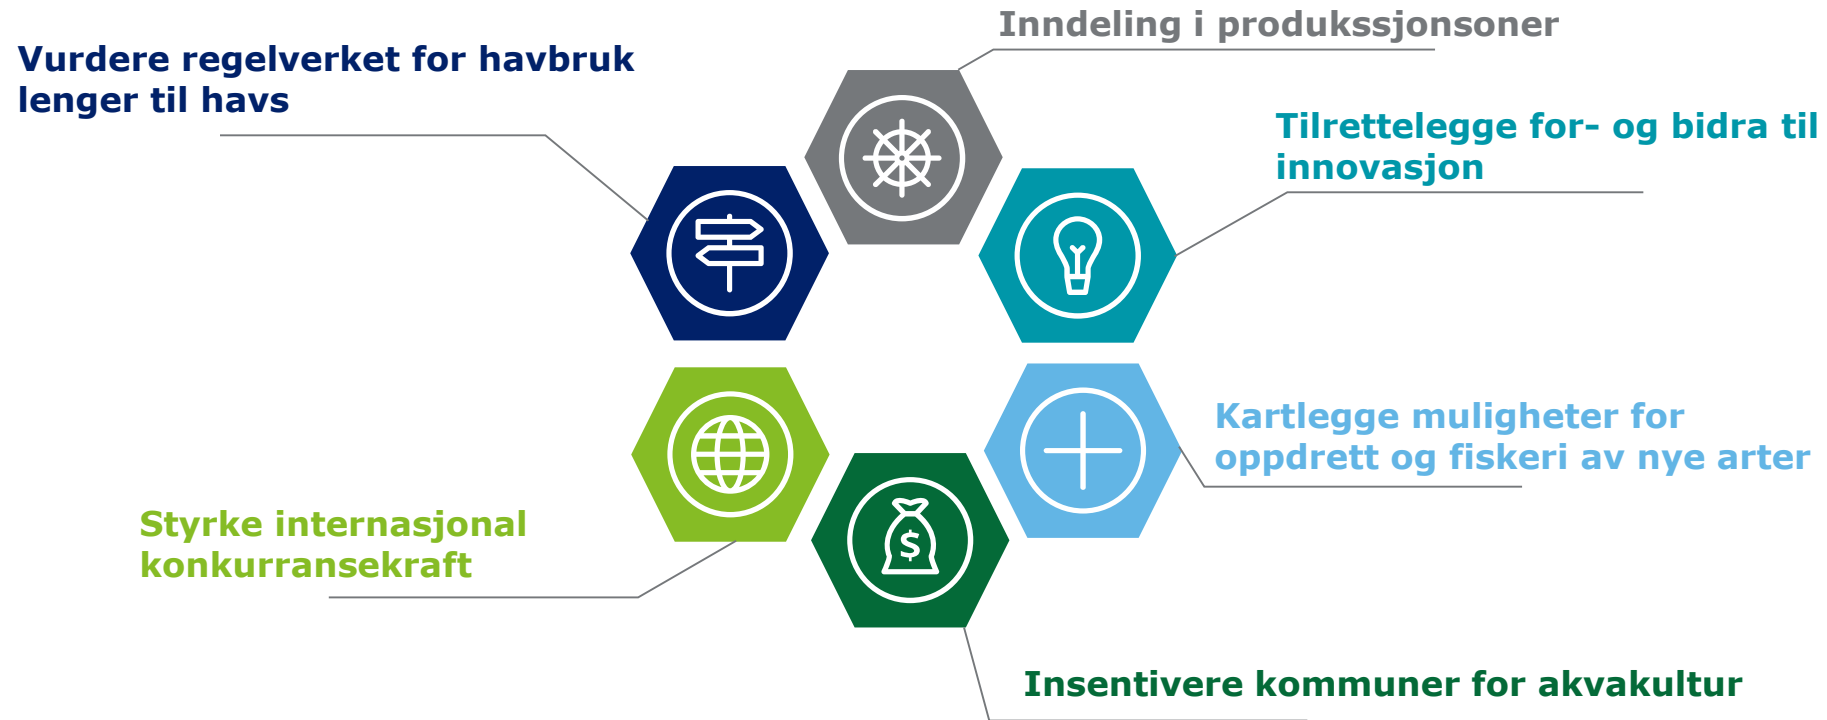 Inndeling i produkssjonsoner
Vurdere regelverket for havbruk
lenger til havs
Tilrettelegge for- og bidra til
innovasjon
Kartlegge muligheter for
oppdrett og fiskeri av nye arter
Styrke internasjonal
konkurransekraft
$
Insentivere kommuner for akvakultur